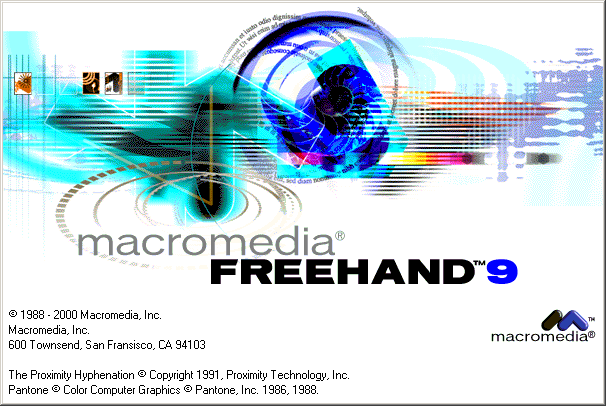 macromedia®
FREEHAND™9
© 1988 - 2000 Macromedia, Inc.
Macromedia, Inc.
600 Townsend, San Fransisco, CA 94103
macromedia®
The Proximity Hyphenation © Copyright 1991, Proximity Technology, Inc.
Pantone © Color Computer Graphics © Pantone, Inc. 1986, 1988.